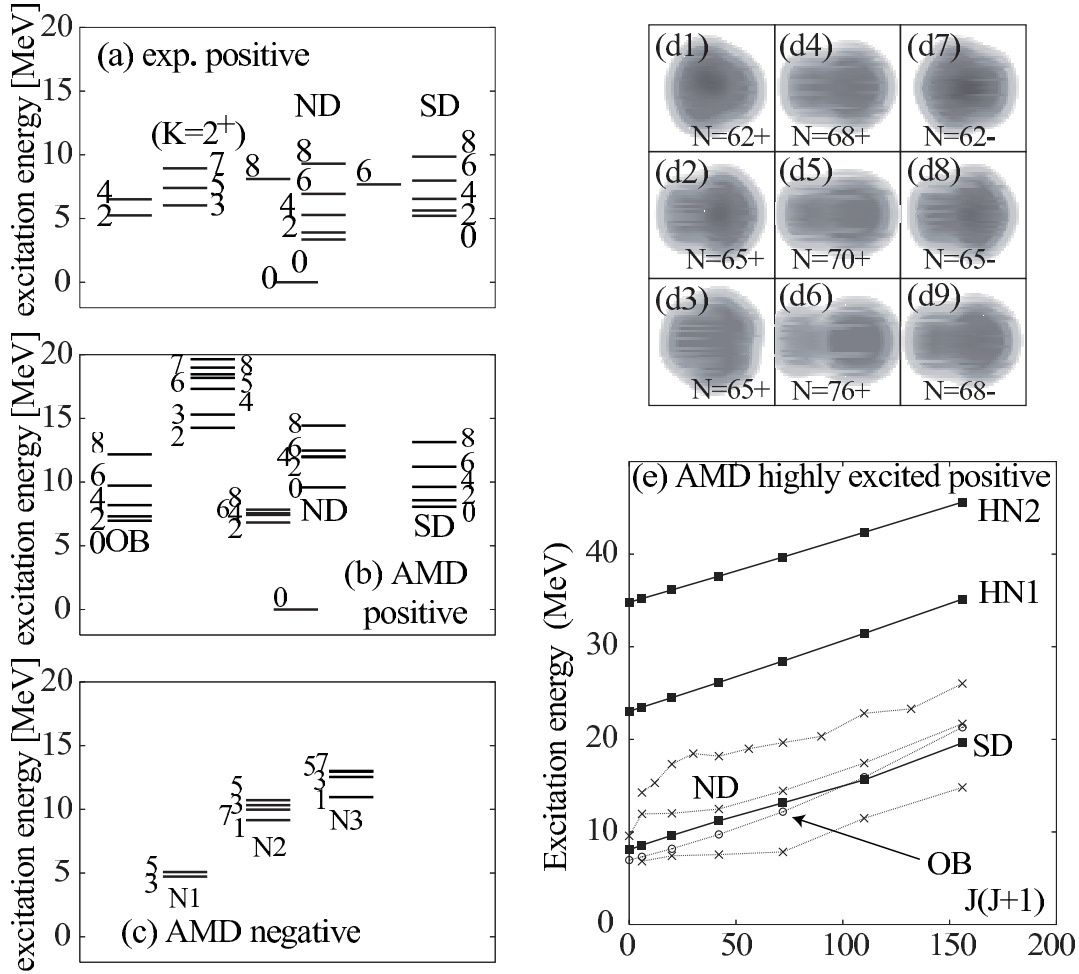 excitation energy [MeV]
20
15
10
5
0
(a) exp. positive
ND
SD
(K=2+)
4
2
7
5
3
8
8
6
4
2
0
0
6
8
6
4
2
0
excitation energy [MeV]
20
15
10
5
0
8
6
4
2
0
OB
7
8
6
5
4
3
2
8
6
4
2
0
8
6
4
2
0
ND
8
6
4
2
0
SD
(b) AMD
positive
excitation energy [MeV]
20
15
10
5
0
5
3
N1
5
3
7
1
N2
5
7
3
1
N3
(c) AMD negative
(d1)
N=62+
(d4)
N=68+
(d7)
N=62-
(d2)
N=65+
(d5)
N=70+
(d8)
N=65-
(d3)
N=65+
(d6)
N=76+
(d9)
N=68-
(e) AMD highly excited positive
HN2
HN1
SD
ND
OB
J(J+1)
Excitation energy (MeV)
40
30
20
10
0
0
50
100
150
200